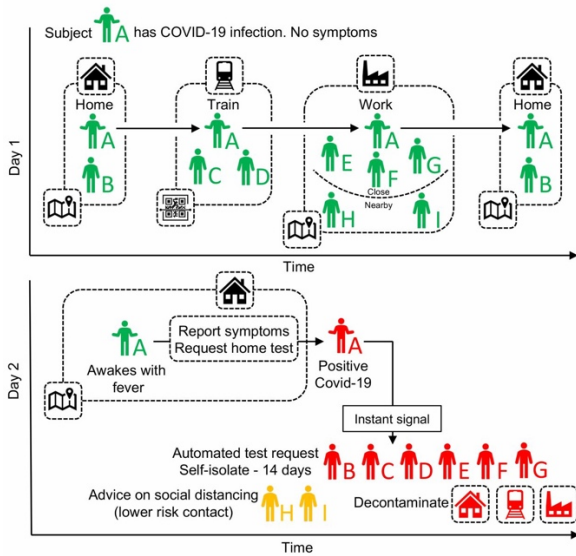 Subject A has COVID-19 infection. No symptoms
Home
Train
Work
Home
A
A
A
A
B
C
D
E
F
G
B
Close
Nearby
H
I
Day 1
Time
A
Report symptoms
Request home test
A
Awakes with
fever
Positive
Covid-19
Instant signal
Automated test request
Self-isolate - 14 days
B C D E F G
Advice on social distancing
(lower risk contact)
H I
Decontaminate
Day 2
Time